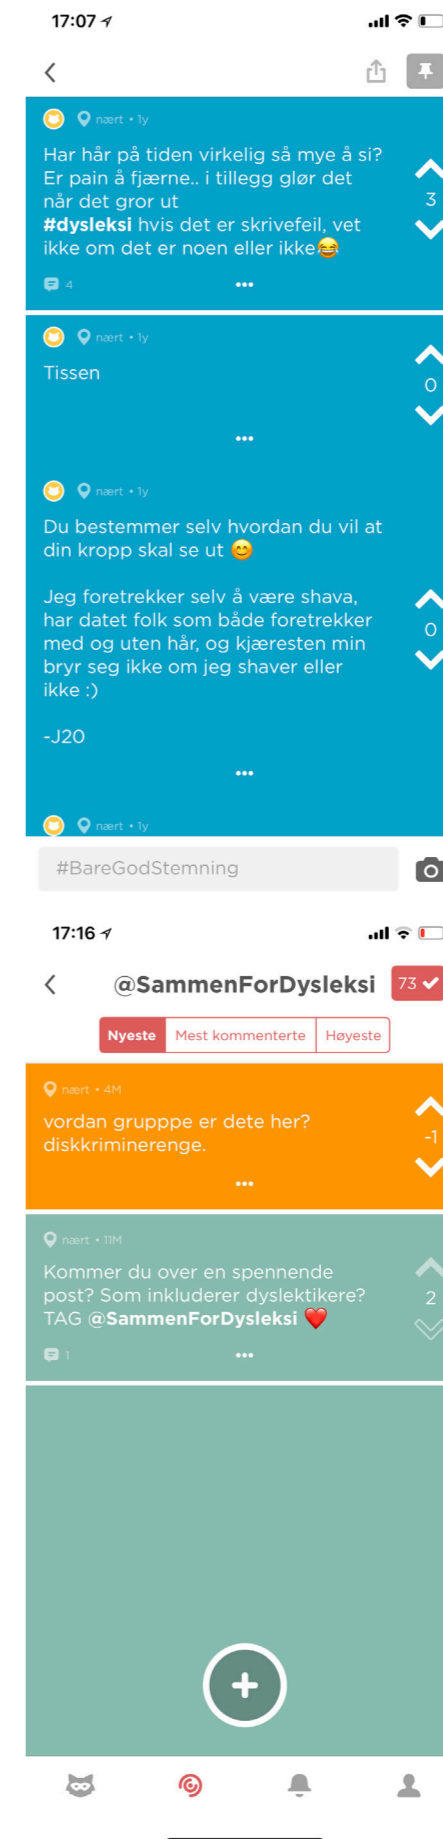 17:07
nært • 1y
Har hår på tiden virkelig så mye å si?
Er pain å fjærne.. i tillegg glør det
når det gror ut
#dysleksi hvis det er skrivefeil, vet
ikke om det er noen eller ikke😂
3
4
nært • 1y
Tissen
0
nært • 1y
Du bestemmer selv hvordan du vil at
din kropp skal se ut 😊
Jeg foretrekker selv å være shava,
har datet folk som både foretrekker
med og uten hår, og kjæresten min
bryr seg ikke om jeg shaver eller
ikke :)
-J20
0
nært • 1y
#BareGodStemning
17:16
@SammenForDysleksi 73
Nyeste Mest kommenterte Høyeste
nært • 4M
vordan grupppe er dete her?
diskkriminerenge.
-1
nært • 11M
Kommer du over en spennende
post? Som inkluderer dyslektikere?
TAG @SammenForDysleksi ❤️
2
1